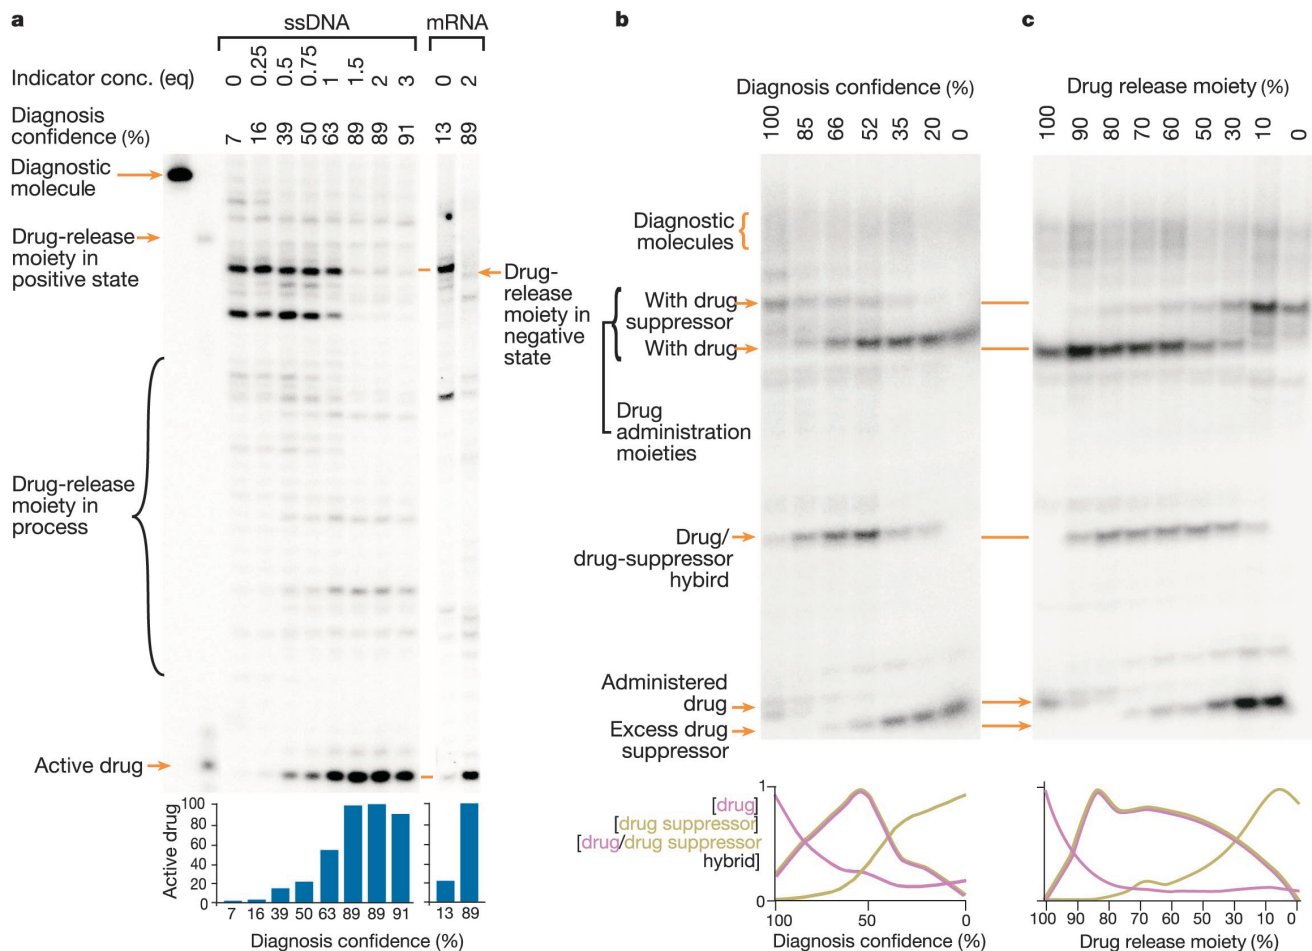 a
ssDNA
mRNA
Indicator conc. (eq)
0
0.25
0.5
0.75
1
1.5
2
3
0
2
Diagnosis
confidence (%)
7
16
39
50
63
89
89
91
13
89
Diagnostic
molecule
Drug-release
moiety in
positive state
Drug-release
moiety in
process
Active drug
Drug-
release
moiety in
negative
state
Active drug
100
80
60
40
20
0
7
16
39
50
63
89
89
91
13
89
Diagnosis confidence (%)
b
Diagnosis confidence (%)
100
85
66
52
35
20
0
Diagnostic
molecules
With drug
suppressor
With drug
Drug
administration
moieties
Drug/
drug-suppressor
hybird
Administered
drug
Excess drug
suppressor
1
[drug]
[drug suppressor]
[drug/drug suppressor
hybrid]
0
100
50
0
Diagnosis confidence (%)
c
Drug release moiety (%)
100
90
80
70
60
50
30
10
0
100
90
80
70
60
50
30
10
0
Drug release moiety (%)